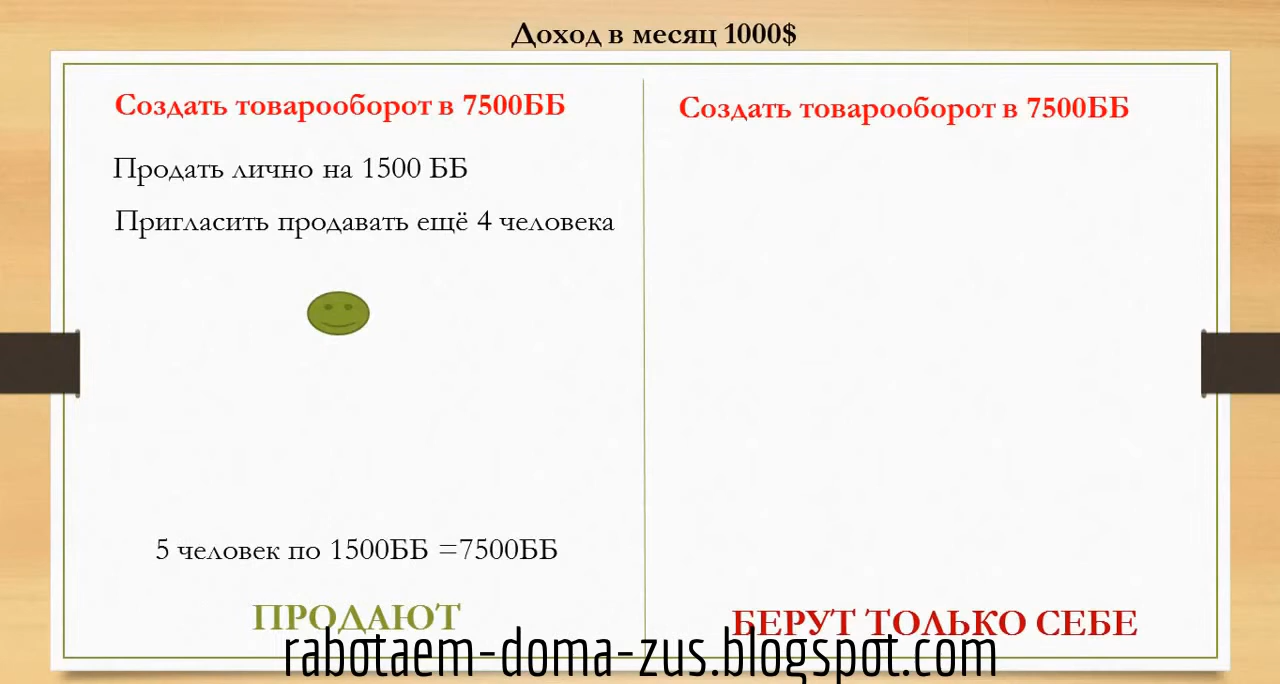 Доход в месяц 1000$
Создать товарооборот в 7500ББ
Продать лично на 1500 ББ
Пригласить продавать ещё 4 человека
5 человек по 1500ББ =7500ББ
ПРОДАЮТ
Создать товарооборот в 7500ББ
БЕРУТ ТОЛЬКО СЕБЕ
rabotaem-doma-zus.blogspot.com